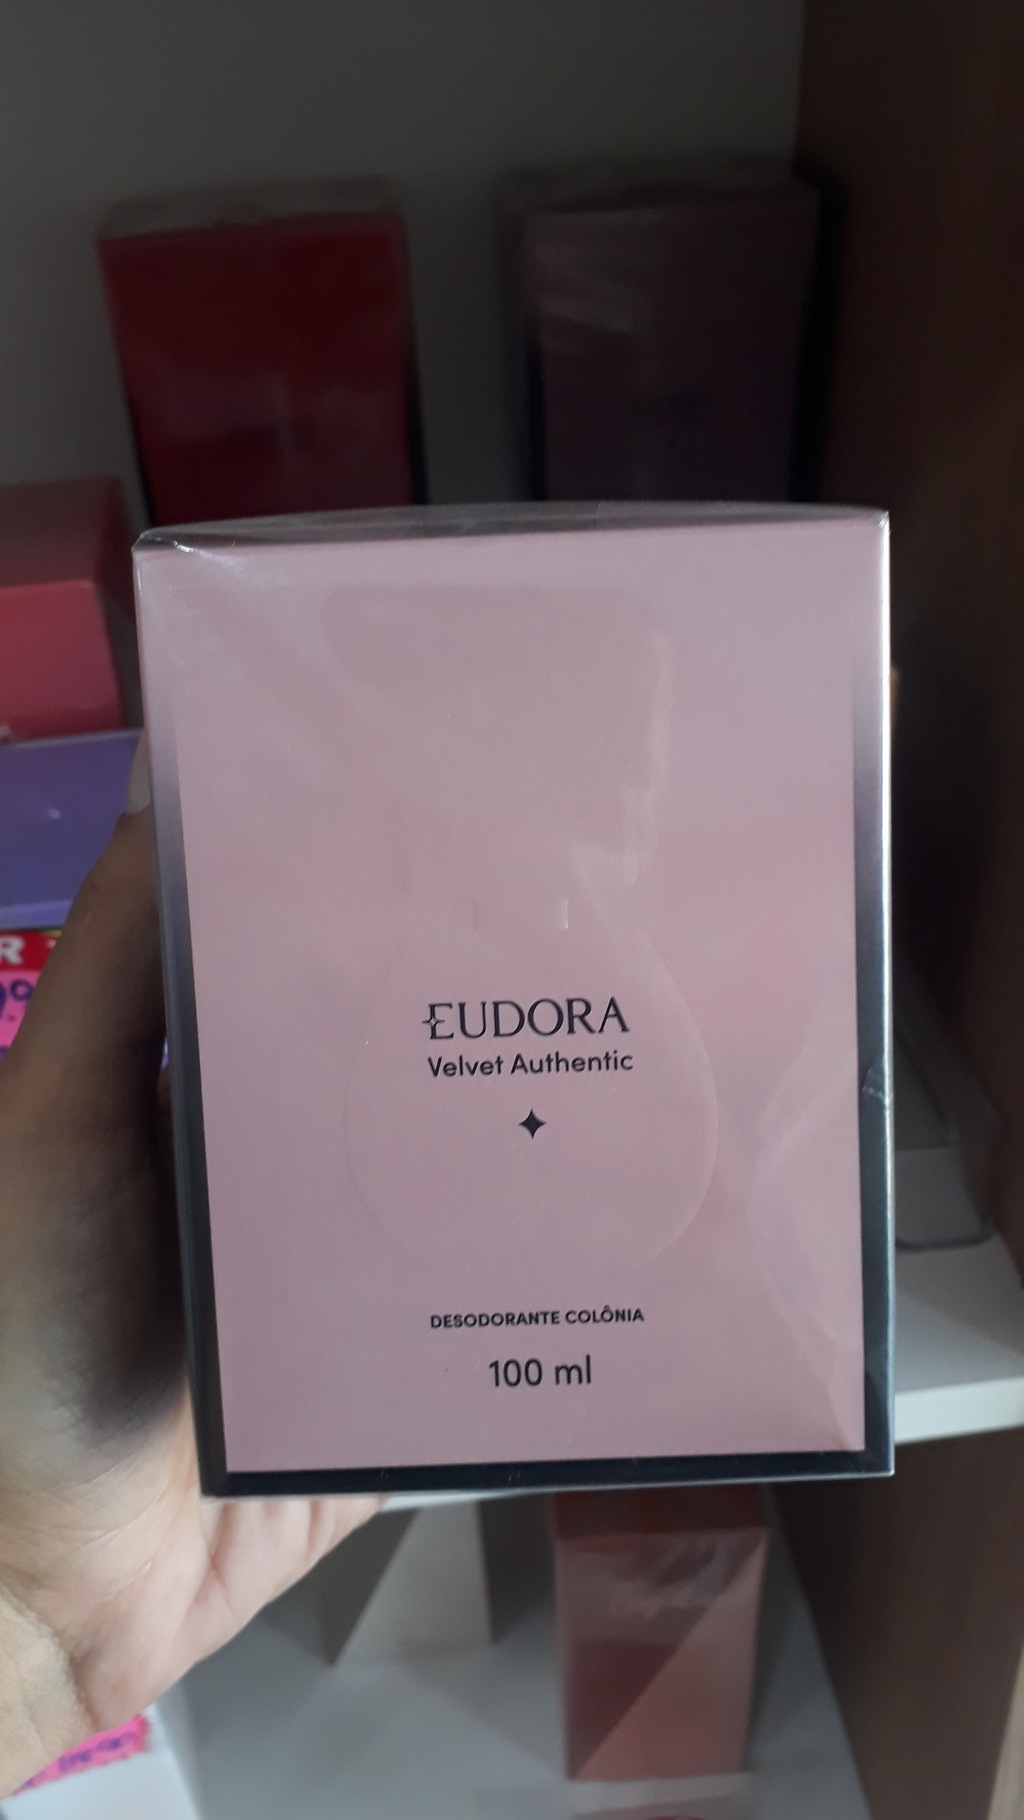 EUDORA
Velvet Authentic
DESODORANTE COLÔNIA
100 ml
R